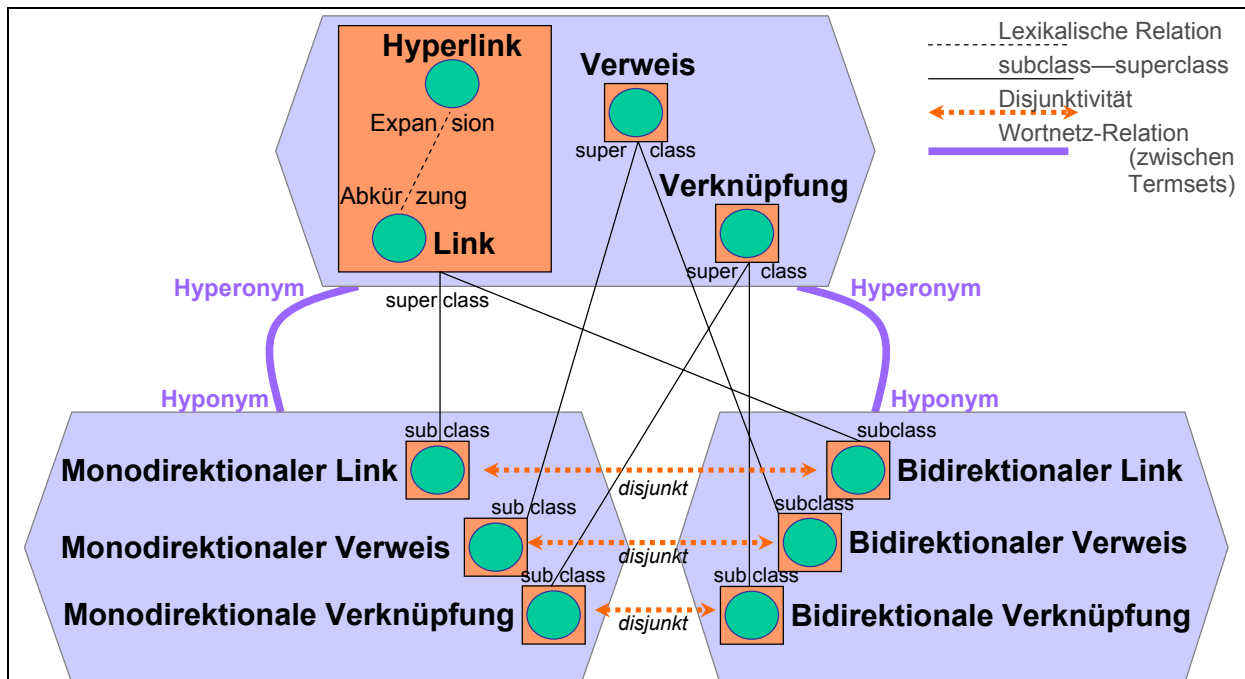 Hyperlink
Expan sion
Abkür zung
Link
Verweis
super class
Verknüpfung
super class
super class
Lexikalische Relation
subclass—superclass
Disjunktivität
Wortnetz-Relation
(zwischen
Termsets)
Hyperonym
Hyperonym
Hyponym
Hyponym
sub class
Monodirektionaler Link
disjunkt
subclass
Bidirektionaler Link
sub class
Monodirektionaler Verweis
disjunkt
subclass
Bidirektionaler Verweis
sub class
Monodirektionale Verknüpfung
disjunkt
sub class
Bidirektionale Verknüpfung